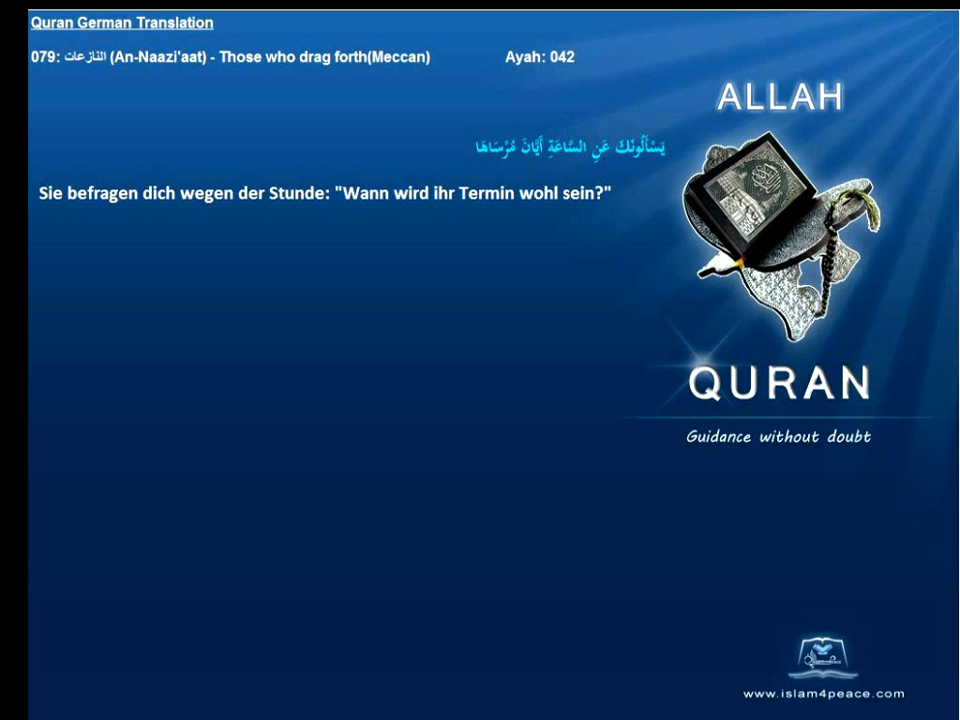 Quran German Translation
079: النازعات (An-Naazi'aat) - Those who drag forth(Meccan) Ayah: 042
ALLAH
يَسْأَلُونَكَ عَنِ السَّاعَةِ أَيَّانَ مُرْسَاهَا
Sie befragen dich wegen der Stunde: "Wann wird ihr Termin wohl sein?"
QURAN
Guidance without doubt
www.islam4peace.com